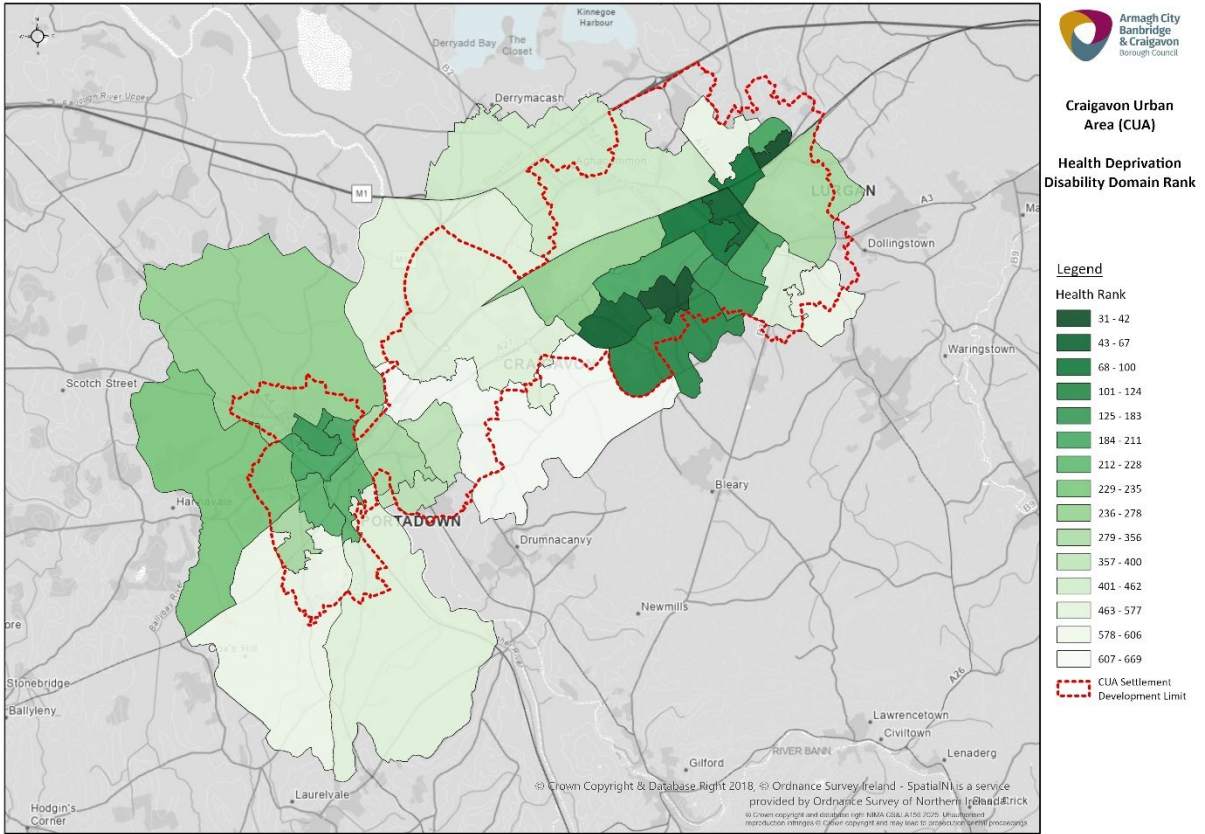 Kinnegoe
Harbour
Derryadd Bay
The
Closet
Derrymacash
M1
LURGAN
A3
Dollingstown
Waringstown
CRAIGAVON
Scotch Street
Bleary
PORTADOWN
Drumnacanvy
Newmills
Stonebridge
Ballyleny
A26
Lawrencetown
Civiltown
RIVER BANN
Lenaderg
Gilford
Laurelvale
Hodgin's
Corner
© Crown Copyright & Database Right 2018, © Ordnance Survey Ireland - SpatialNI is a service
provided by Ordnance Survey of Northern Ireland
Armagh City
Banbridge
& Craigavon
Borough Council
Craigavon Urban
Area (CUA)
Health Deprivation
Disability Domain Rank
Legend
Health Rank
31 - 42
43 - 67
68 - 100
101 - 124
125 - 183
184 - 211
212 - 228
229 - 235
236 - 278
279 - 356
357 - 400
401 - 462
463 - 577
578 - 606
607 - 669
CUA Settlement
Development Limit